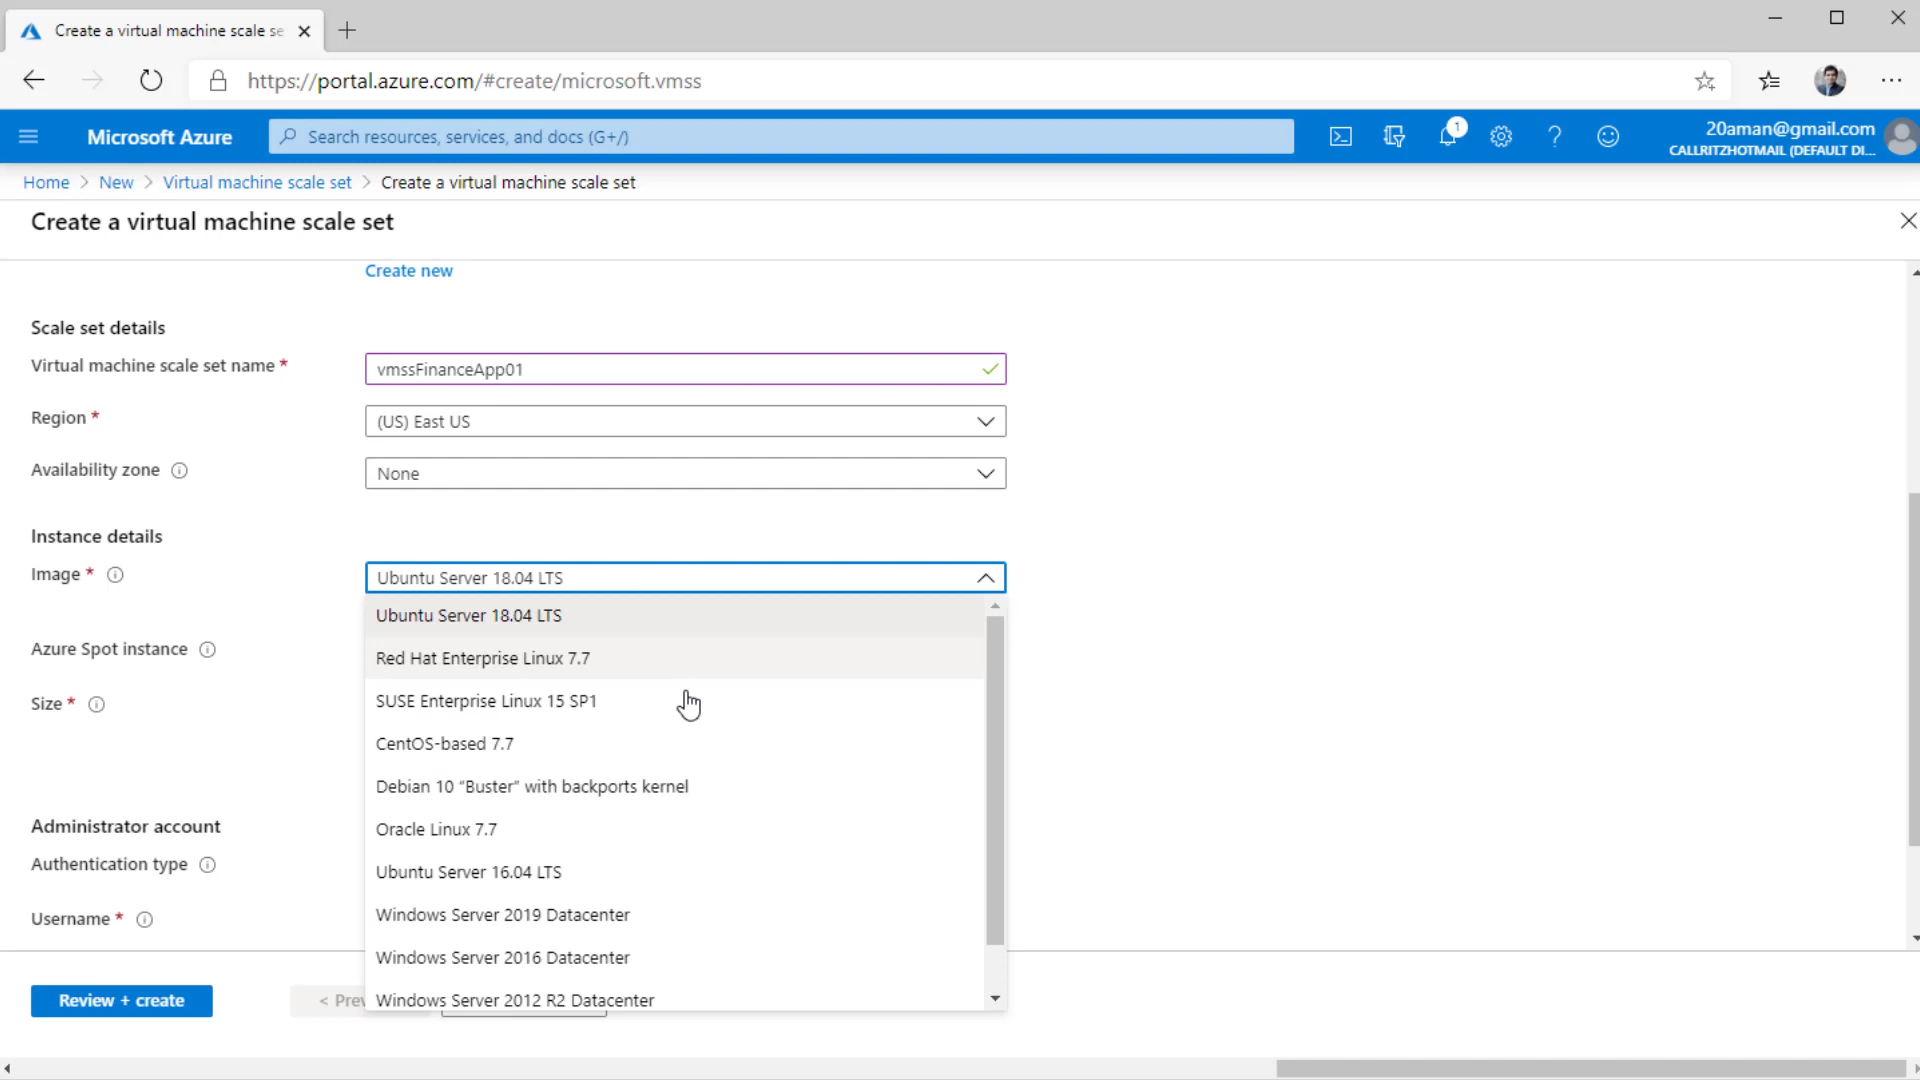 Create a virtual machine scale se
https://portal.azure.com/#create/microsoft.vmss
Microsoft Azure
Search resources, services, and docs (G+/)
1
20aman@gmail.com
CALLRITZHOTMAIL (DEFAULT DI...
Home > New > Virtual machine scale set > Create a virtual machine scale set
Create a virtual machine scale set
Create new
Scale set details
Virtual machine scale set name *
vmssFinanceApp01
Region *
(US) East US
Availability zone
None
Instance details
Image *
Ubuntu Server 18.04 LTS
Ubuntu Server 18.04 LTS
Azure Spot instance
Red Hat Enterprise Linux 7.7
Size *
SUSE Enterprise Linux 15 SP1
CentOS-based 7.7
Debian 10 "Buster" with backports kernel
Administrator account
Oracle Linux 7.7
Authentication type
Ubuntu Server 16.04 LTS
Username *
Windows Server 2019 Datacenter
Windows Server 2016 Datacenter
Windows Server 2012 R2 Datacenter
Review + create
< Prev